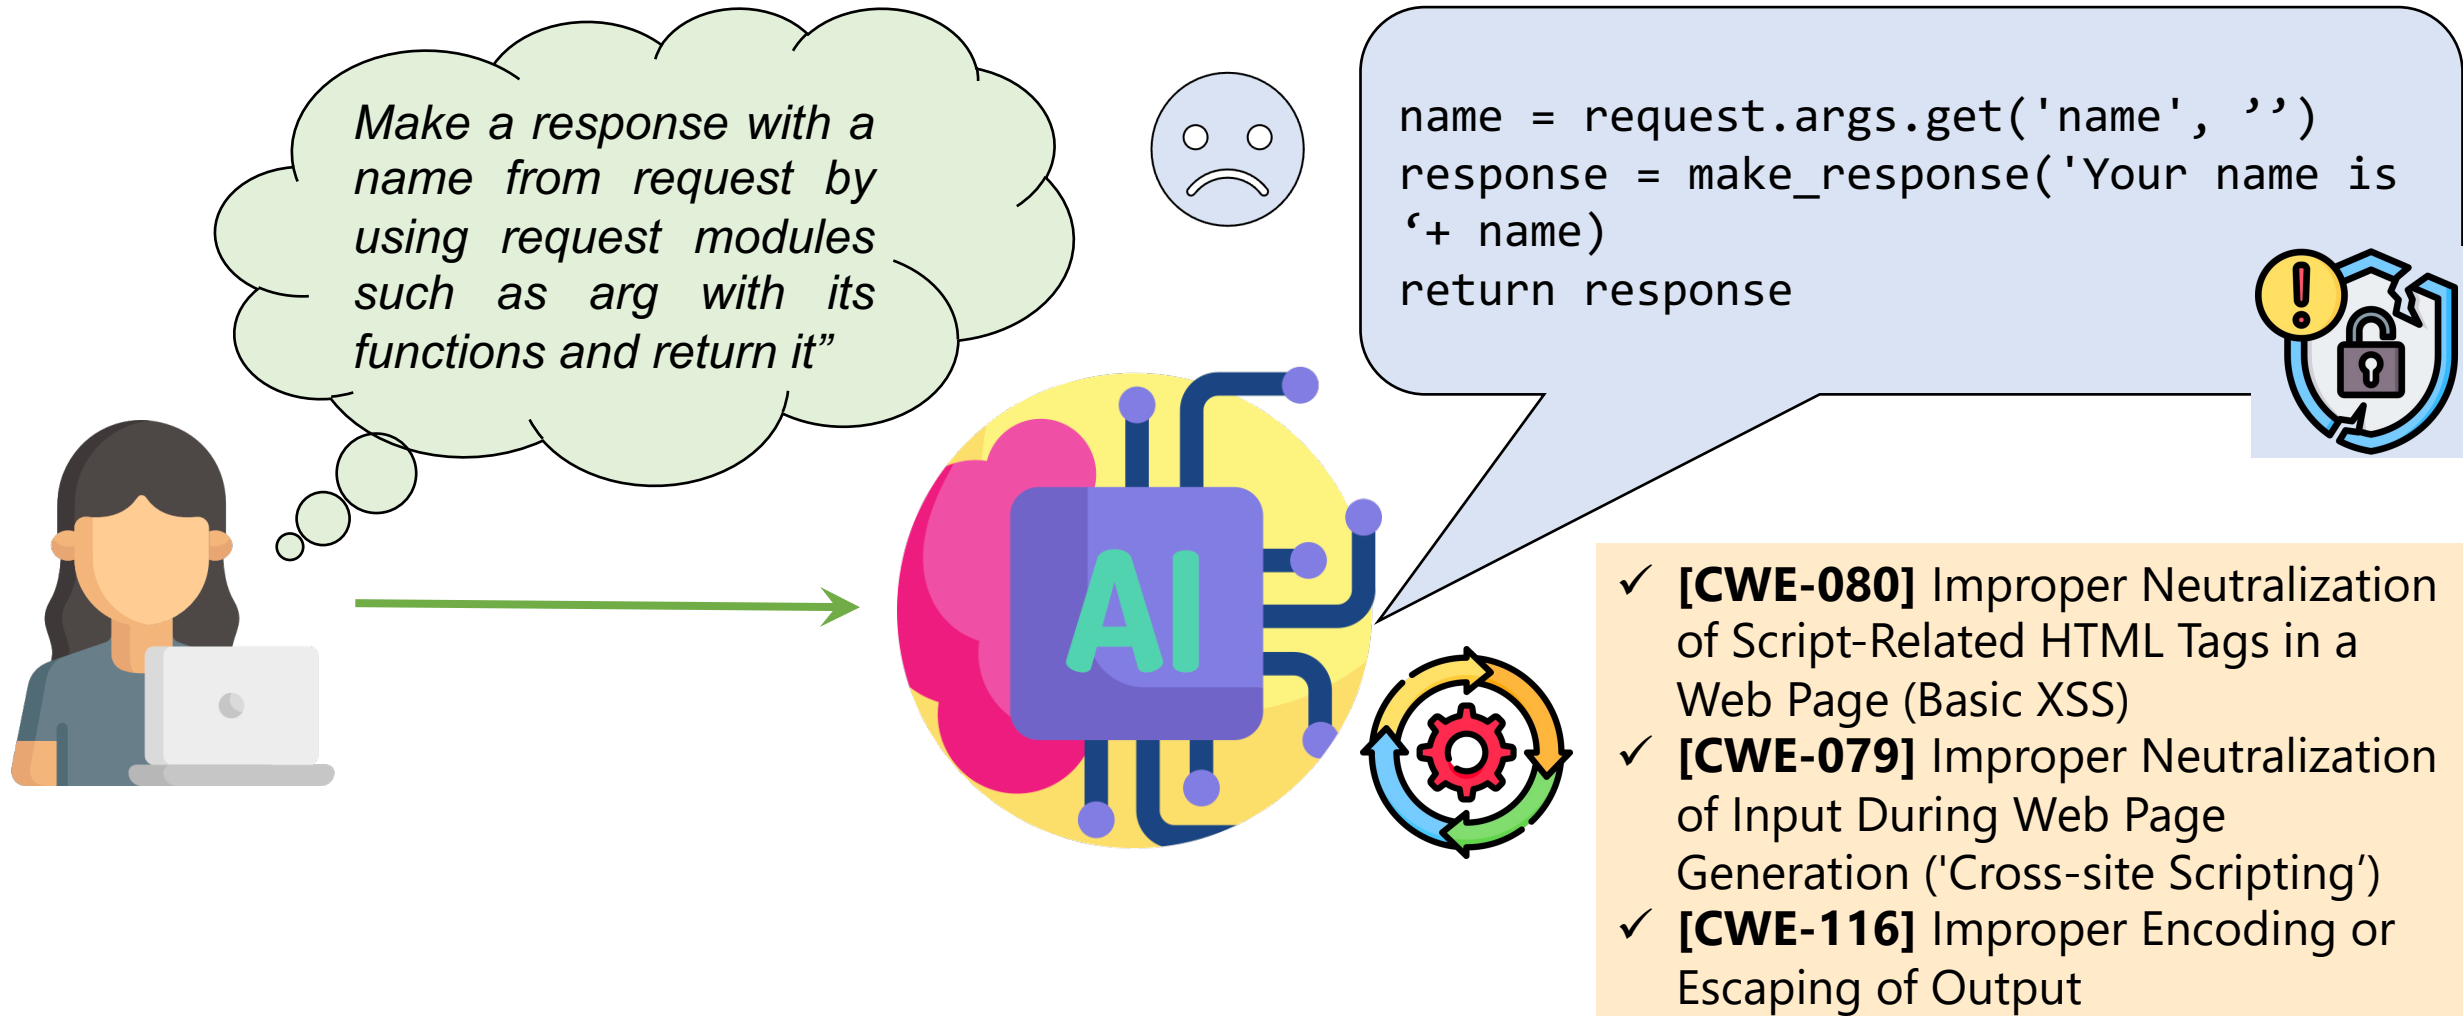 Make a response with a
name from request by
using request modules
such as arg with its
functions and return it”
name = request.args.get('name', ’’)
response = make_response('Your name is
‘+ name)
return response
AI
✓ [CWE-080] Improper Neutralization
of Script-Related HTML Tags in a
Web Page (Basic XSS)
✓ [CWE-079] Improper Neutralization
of Input During Web Page
Generation ('Cross-site Scripting’)
✓ [CWE-116] Improper Encoding or
Escaping of Output